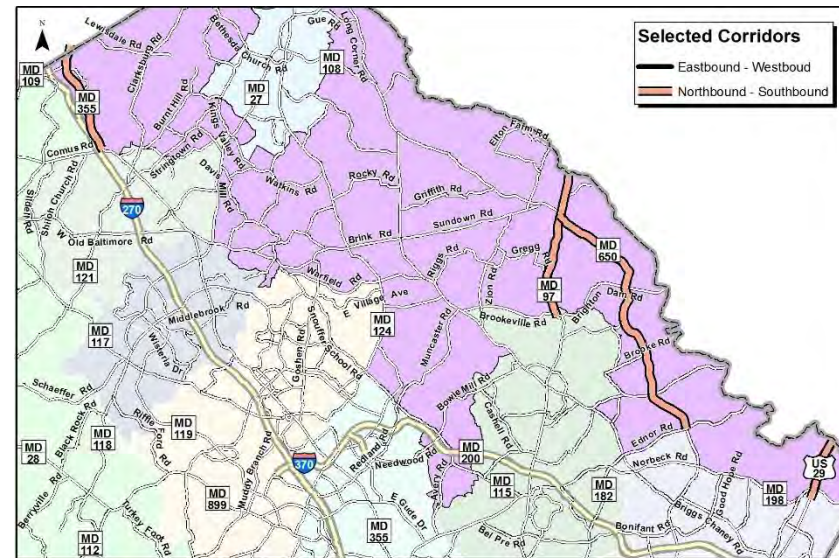 N
Selected Corridors
Eastbound - Westboud
Northbound - Southbound
Lewisdale Rd
Clarksburg Rd
Bethesda Church Rd
Gue Rd
Long Corner Rd
MD 109
MD 355
MD 27
MD 108
Burnt Hill Rd
Kings Valley Rd
Stringtown Rd
Comus Rd
Davis Mill Rd
Watkins Rd
Rocky Rd
Elton Farm Rd
Griffith Rd
Sundown Rd
Slidell Rd
Shiloh Church Rd
270
W Old Baltimore Rd
Brink Rd
Riggs Rd
Gregg Rd
Zion Rd
MD 650
MD 97
MD 121
Warfield Rd
E Village Ave
Brighton Dam Rd
Middlebrook Rd
MD 124
Brookeville Rd
MD 117
Wisteria Dr
Goshen Rd
Snouffer School Rd
Muncaster Rd
Brooke Rd
Schaeffer Rd
Black Rock Rd
Riffle Ford Rd
Bowie Mill Rd
Cashell Rd
Ednor Rd
MD 28
MD 118
MD 119
Muddy Branch Rd
370
Redland Rd
Needwood Rd
Avery Rd
MD 200
Norbeck Rd
Good Hope Rd
US 29
Berryville Rd
Turkey Foot Rd
MD 899
MD 115
MD 182
MD 198
Briggs Chaney Rd
MD 112
E Gude Dr
MD 355
Bel Pre Rd
Bonifant Rd